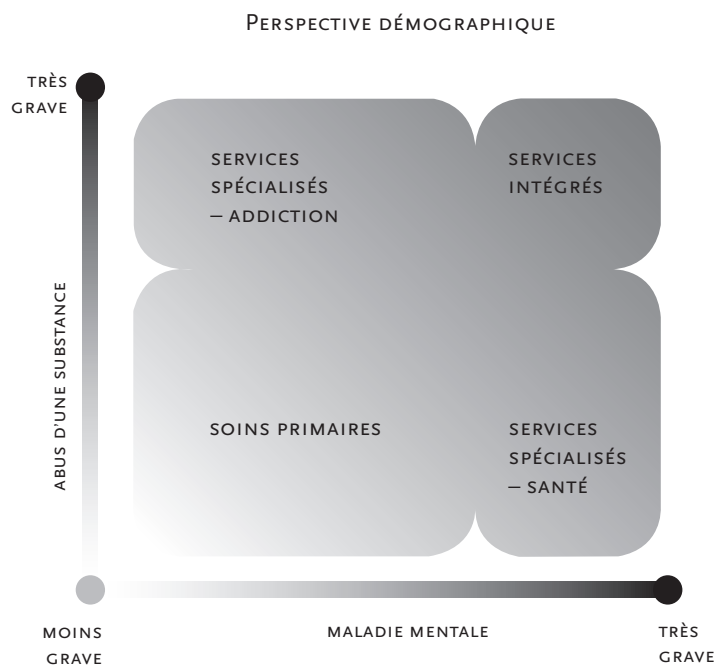 PERSPECTIVE DÉMOGRAPHIQUE
TRÈS
GRAVE
SERVICES
SPÉCIALISÉS
– ADDICTION
SERVICES
INTÉGRÉS
ABUS D'UNE SUBSTANCE
SOINS PRIMAIRES
SERVICES
SPÉCIALISÉS
– SANTÉ
MOINS
GRAVE
MALADIE MENTALE
TRÈS
GRAVE